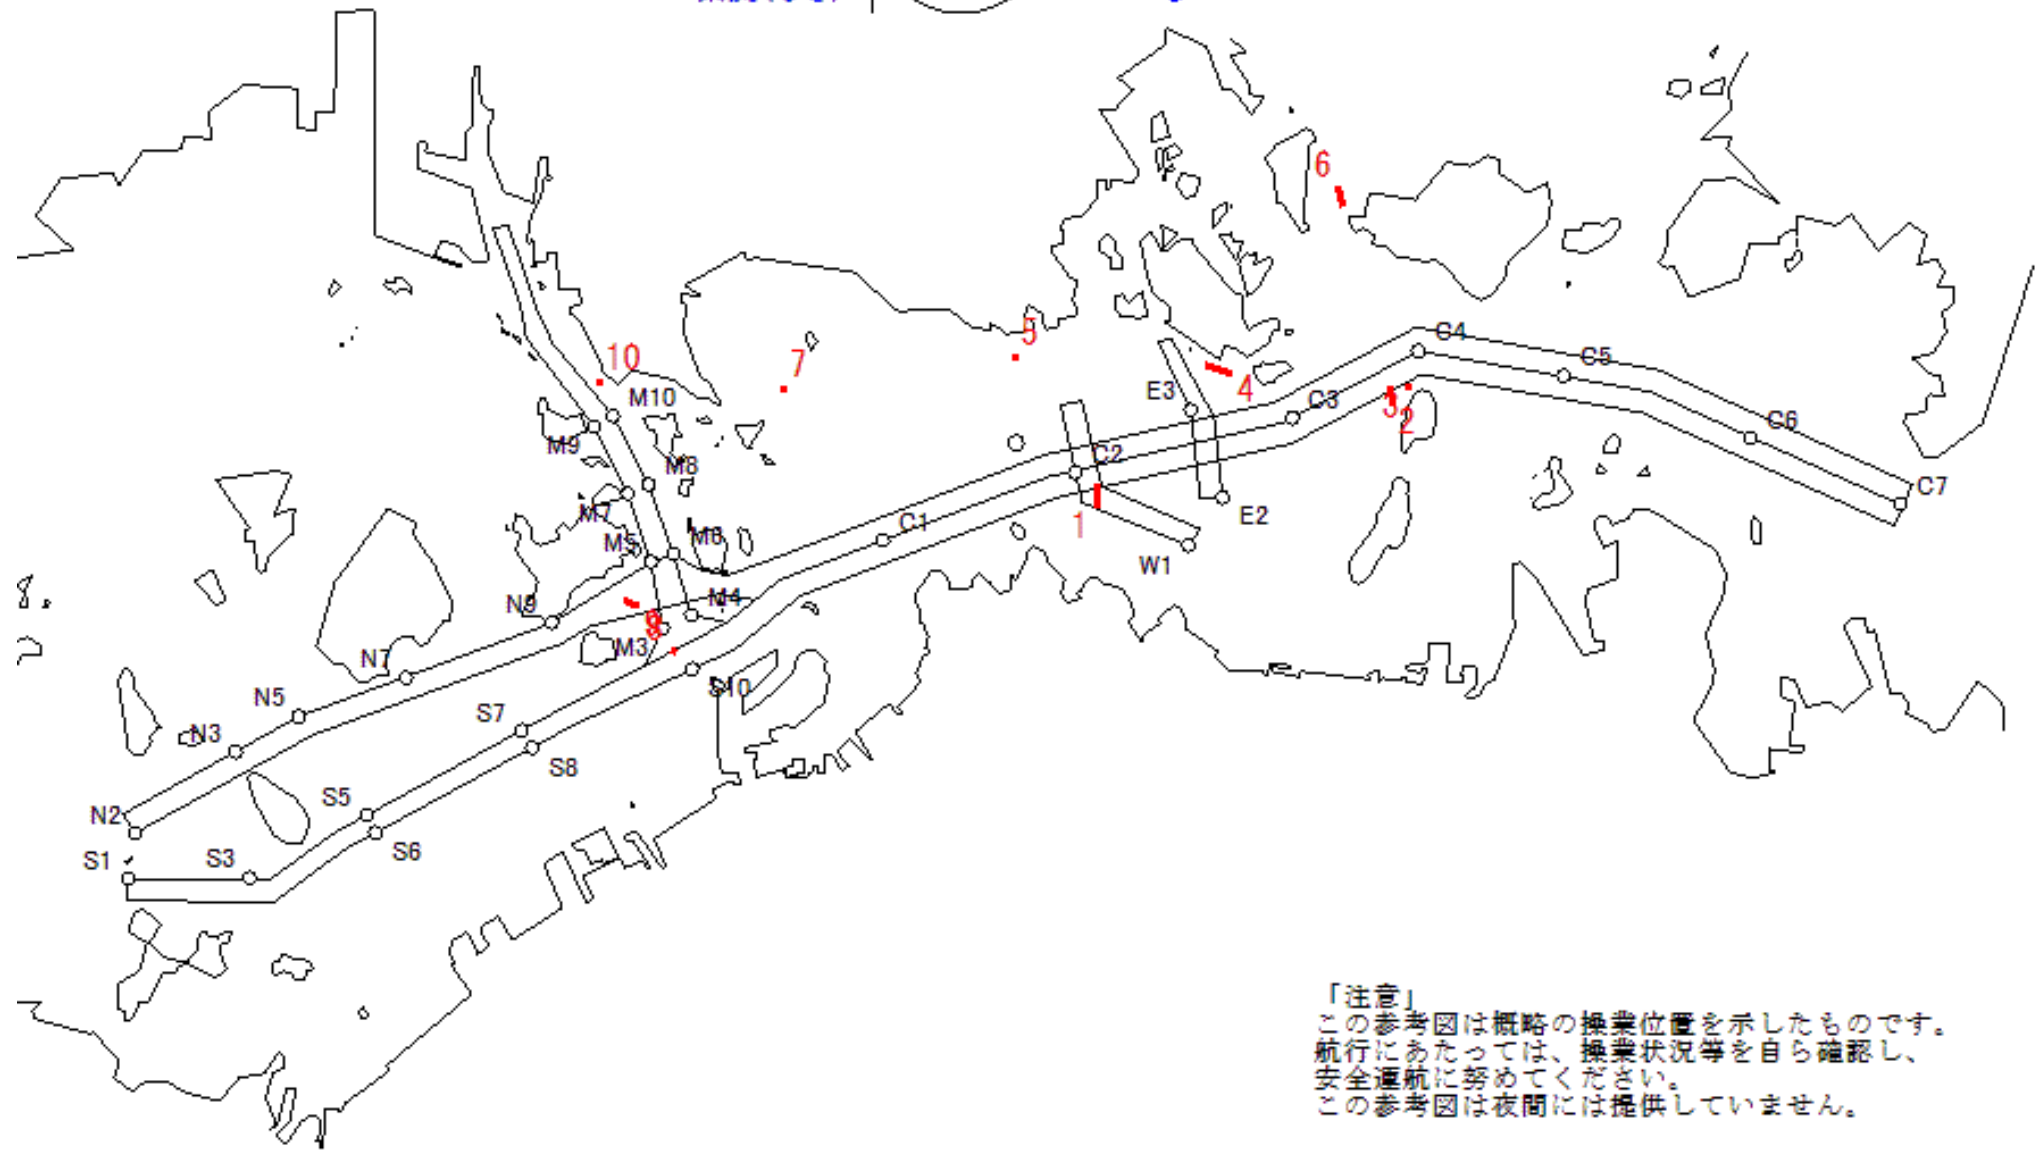 6
5
C4
10
7
C5
M10
E3
4
C3
3
2
C6
M9
C2
M8
C7
M7
1
E2
C1
M5
M6
W1
N9
M4
9
M3
N7
S10
N5
S7
N3
S8
S5
N2
S6
S1
S3
「注意」
この参考図は概略の操業位置を示したものです。
航行にあたっては、操業状況等を自ら確認し、
安全運航に努めてください。
この参考図は夜間には提供していません。